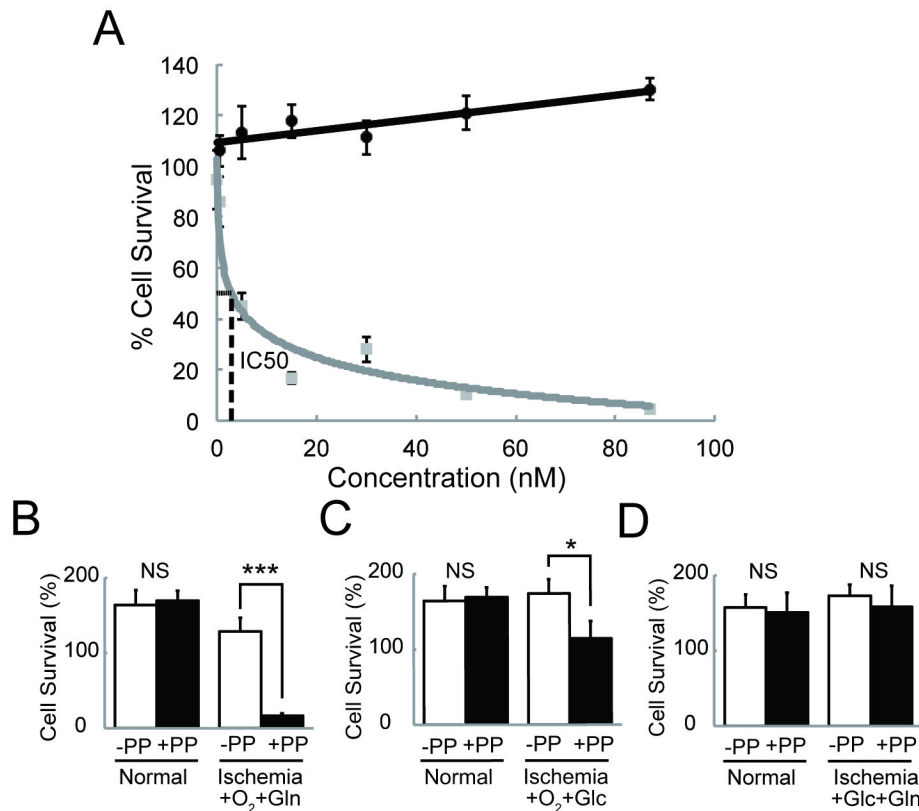 A
140
120
100
80
60
40
20
0
% Cell Survival
IC50
0 20 40 60 80 100
Concentration (nM)
B
Cell Survival (%)
200
100
0
NS
***
-PP +PP -PP +PP
Normal Ischemia
+O₂+Gln
C
Cell Survival (%)
200
100
0
NS
*
-PP +PP -PP +PP
Normal Ischemia
+O₂+Glc
D
Cell Survival (%)
200
100
0
NS NS
-PP +PP -PP +PP
Normal Ischemia
+Glc+Gln